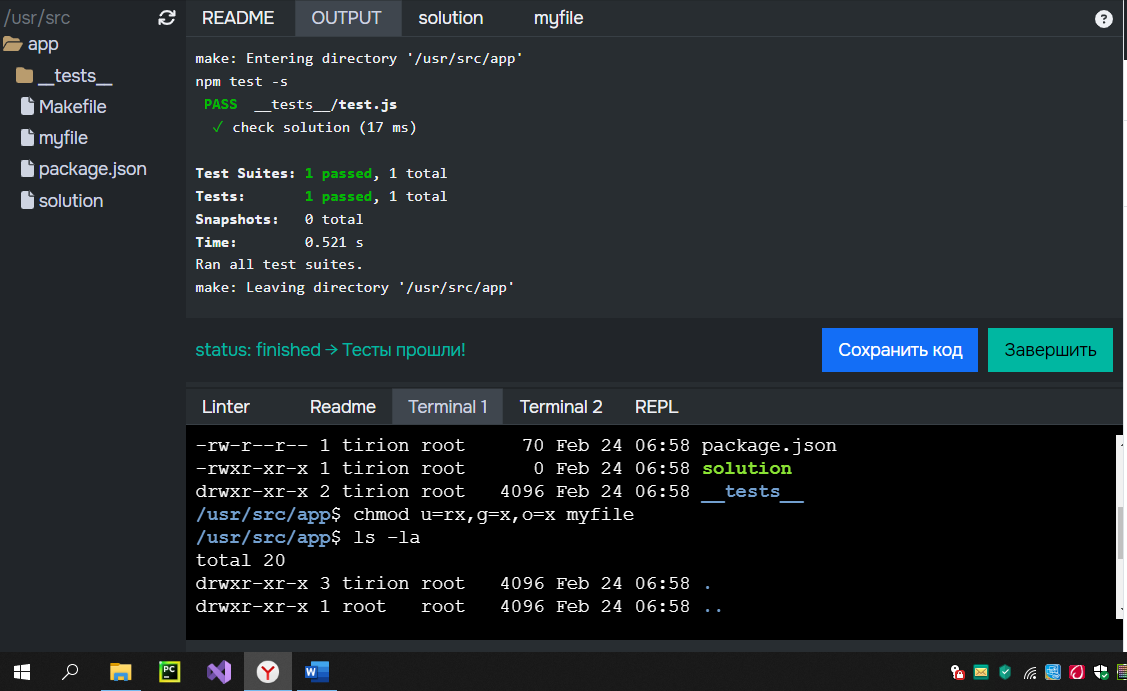 /usr/src
app
__tests__
Makefile
myfile
package.json
solution
README OUTPUT solution myfile ?
make: Entering directory '/usr/src/app'
npm test -s
PASS __tests__/test.js
✓ check solution (17 ms)
Test Suites: 1 passed, 1 total
Tests: 1 passed, 1 total
Snapshots: 0 total
Time: 0.521 s
Ran all test suites.
make: Leaving directory '/usr/src/app'
status: finished → Тесты прошли!
Сохранить код
Завершить
Linter Readme Terminal 1 Terminal 2 REPL
-rw-r--r-- 1 tirion root 70 Feb 24 06:58 package.json
-rwxr-xr-x 1 tirion root 0 Feb 24 06:58 solution
drwxr-xr-x 2 tirion root 4096 Feb 24 06:58 __tests__
/usr/src/app$ chmod u=rx,g=x,o=x myfile
/usr/src/app$ ls -la
total 20
drwxr-xr-x 3 tirion root 4096 Feb 24 06:58 .
drwxr-xr-x 1 root root 4096 Feb 24 06:58 ..
PC
Y
W